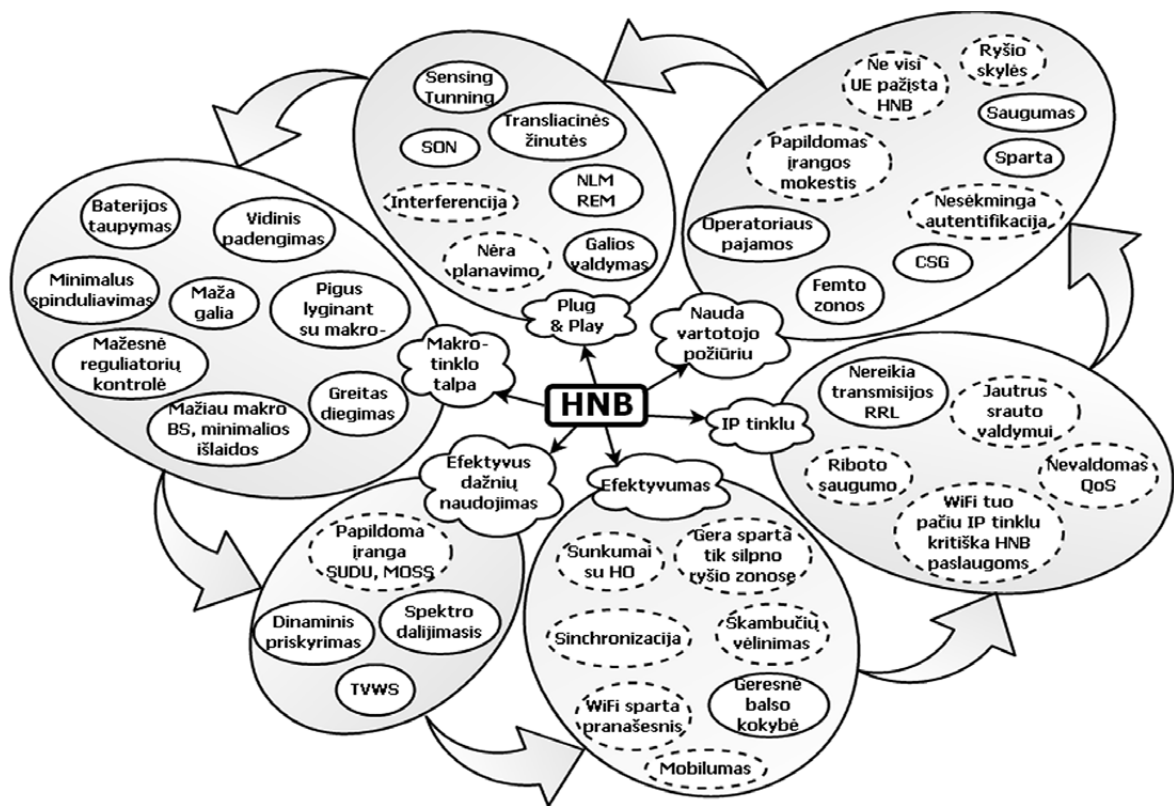 Sensing
Tunning
Transliacinės
žinutės
SON
NLM
REM
Interferencija
Nėra
planavimo
Galios
valdymas
Plug
& Play
Ne visi
UE pažįsta
HNB
Ryšio
skylės
Saugumas
Papildomas
įrangos
mokestis
Sparta
Nesėkminga
autentifikacija
Operatoriaus
pajamos
CSG
Femto
zonos
Nauda
vartotojo
požiūriu
Baterijos
taupymas
Vidinis
padengimas
Minimalus
spinduliavimas
Maža
galia
Pigus
lyginant
su makro-
Mažesnė
reguliatorių
kontrolė
Greitas
diegimas
Mažiau makro
BS, minimalios
išlaidos
Makro-
tinklo
talpa
HNB
IP tinklu
Nereikia
transmisijos
RRL
Jautrus
srauto
valdymui
Riboto
saugumo
Nevaldomas
QoS
WiFi tuo
pačiu IP tinklu
kritiška HNB
paslaugoms
Efektyvus
dažnių
naudojimas
Papildoma
įranga
SUDU, MOSS
Dinaminis
priskyrimas
Spektro
dalijimasis
TVWS
Efektyvumas
Sunkumai
su HO
Gera sparta
tik silpno
ryšio zonose
Sinchronizacija
Skambučių
vėlinimas
WiFi sparta
pranašesnis
Geresnė
balso
kokybė
Mobilumas